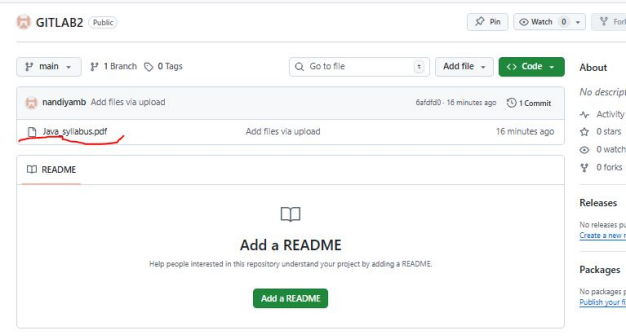 GITLAB2 Public
Pin Watch 0
main 1 Branch 0 Tags Go to file t Add file <> Code
nandiyamb Add files via upload 6afdfd0 · 16 minutes ago 1 Commit
Java_syllabus.pdf Add files via upload 16 minutes ago
README
Add a README
Help people interested in this repository understand your project by adding a README.
Add a README
About
No descrip
Activity
0 stars
0 watch
0 forks
Releases
No releases pu
Create a new r
Packages
No packages p
Publish your fi